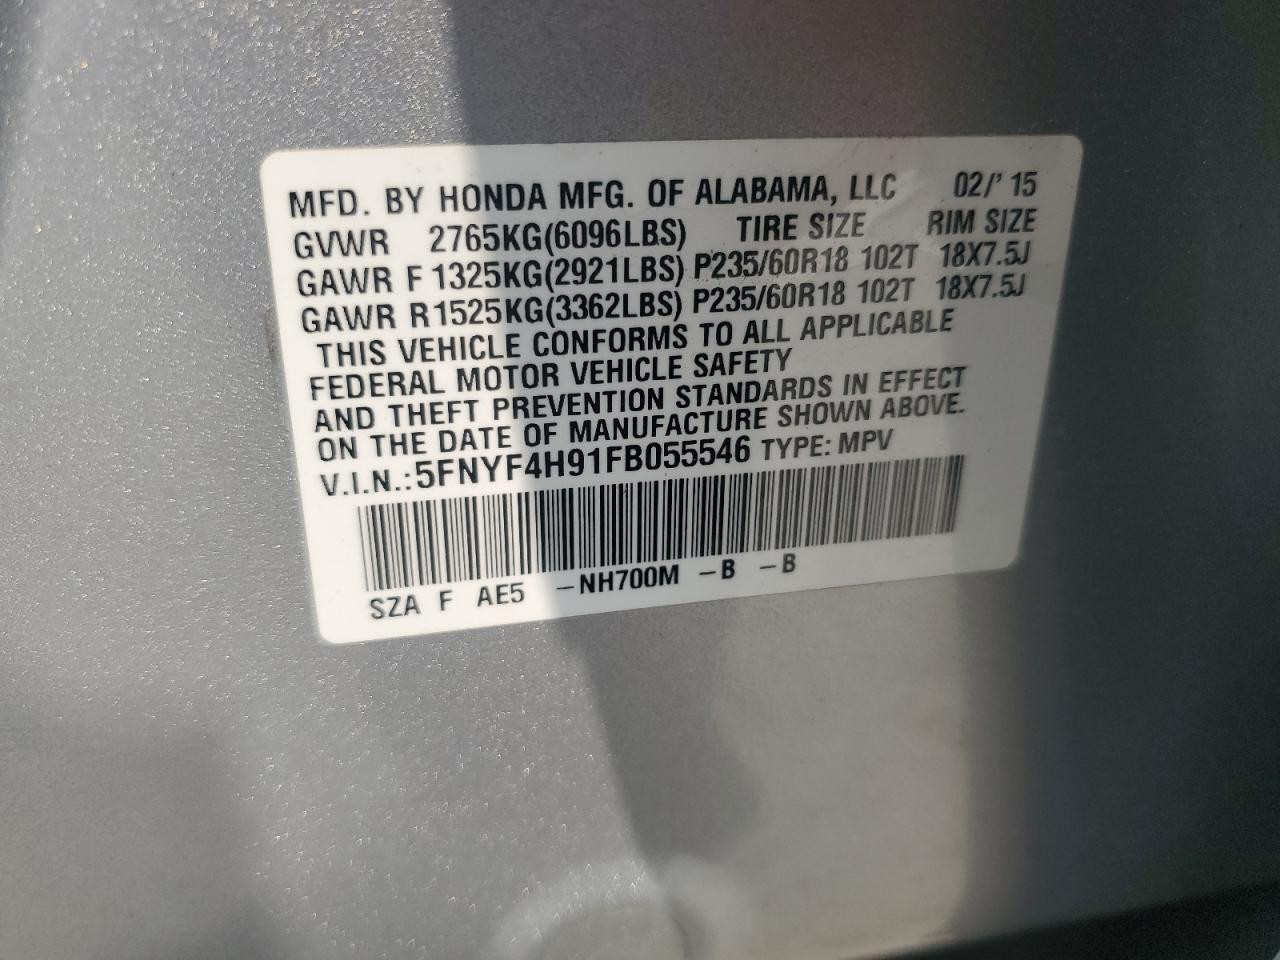 MFD. BY HONDA MFG. OF ALABAMA, LLC 02/' 15
GVWR 2765KG(6096LBS) TIRE SIZE RIM SIZE
GAWR F 1325KG(2921LBS) P235/60R18 102T 18X7.5J
GAWR R 1525KG(3362LBS) P235/60R18 102T 18X7.5J
THIS VEHICLE CONFORMS TO ALL APPLICABLE
FEDERAL MOTOR VEHICLE SAFETY
AND THEFT PREVENTION STANDARDS IN EFFECT
ON THE DATE OF MANUFACTURE SHOWN ABOVE.
V.I.N.:5FNYF4H91FB055546 TYPE: MPV
SZA F AE5 -NH700M -B -B